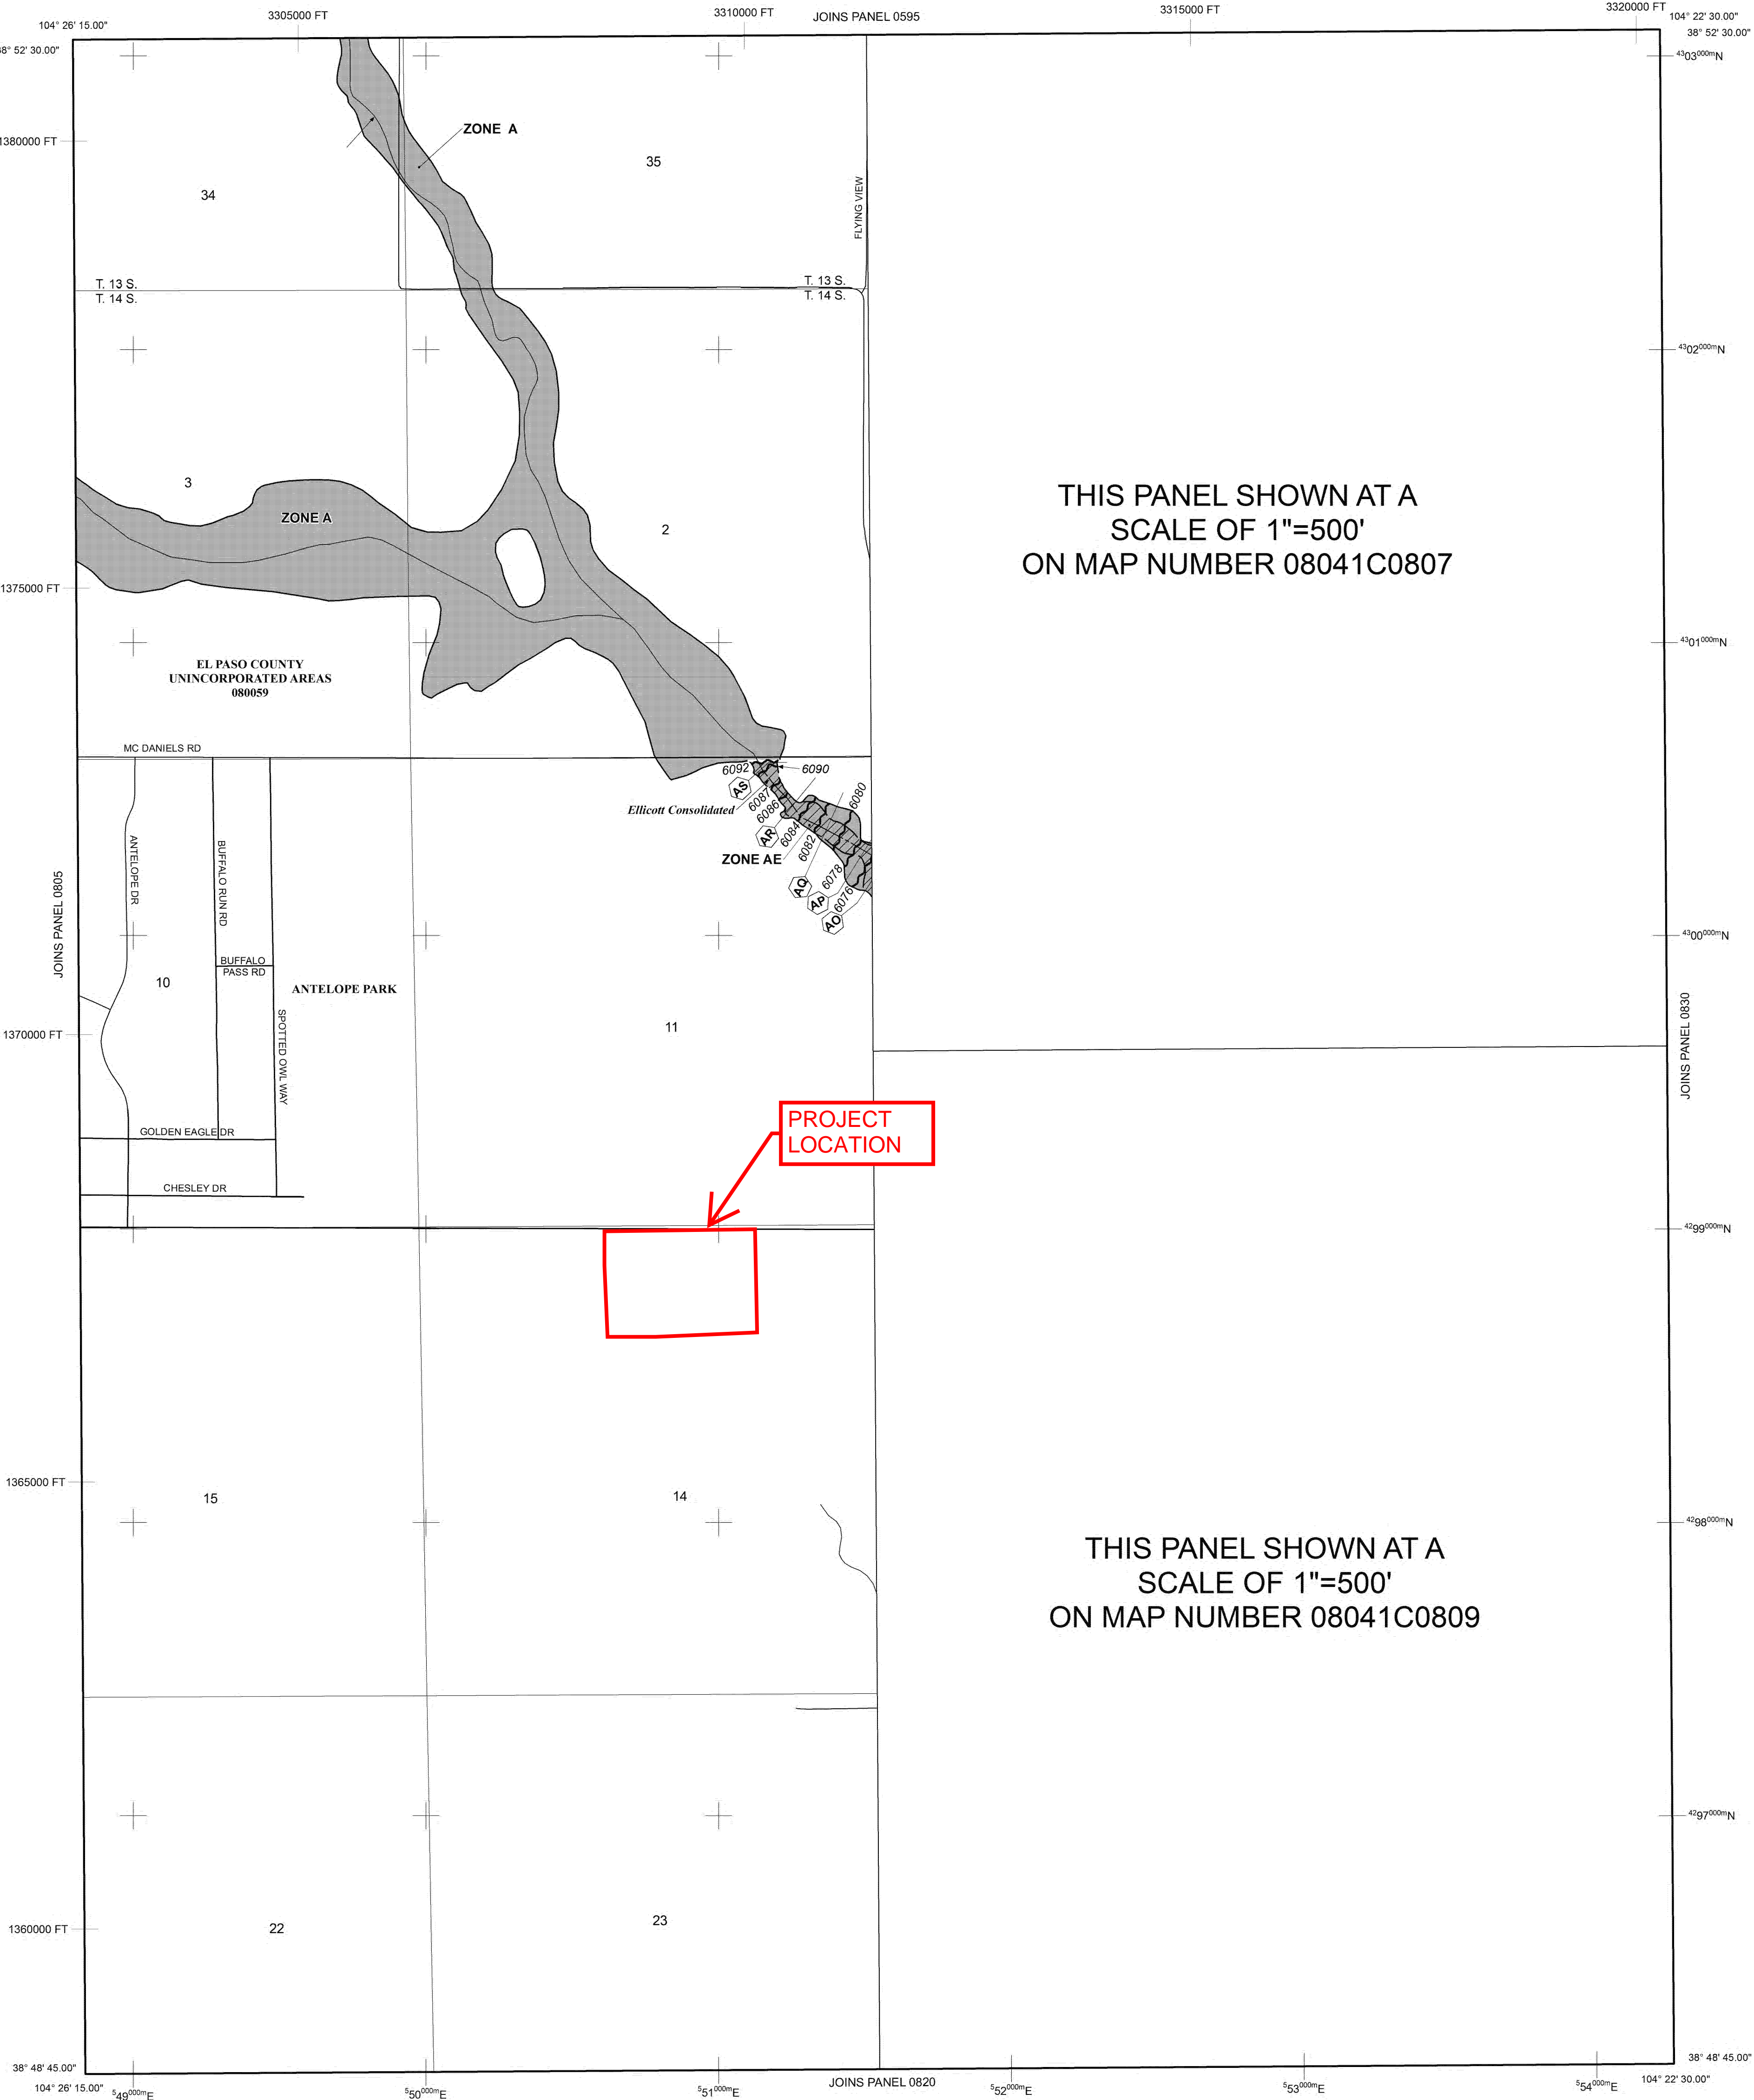 3305000 FT
3310000 FT
JOINS PANEL 0595
3315000 FT
3320000 FT
104° 26' 15.00"
104° 22' 30.00"
38° 52' 30.00"
8° 52' 30.00"
4303000mN
ZONE A
1380000 FT
35
34
FLYING VIEW
T. 13 S.
T. 14 S.
T. 13 S.
T. 14 S.
4302000mN
3
ZONE A
2
THIS PANEL SHOWN AT A
SCALE OF 1"=500'
ON MAP NUMBER 08041C0807
1375000 FT
4301000mN
EL PASO COUNTY
UNINCORPORATED AREAS
080059
MC DANIELS RD
6092
6090
AS
6087
6086
6080
Ellicott Consolidated
AR
6084
6082
ZONE AE
AQ
6078
AP
6076
AO
ANTELOPE DR
BUFFALO RUN RD
JOINS PANEL 0805
4300000mN
BUFFALO
PASS RD
10
ANTELOPE PARK
11
SPOTTED OWL WAY
1370000 FT
JOINS PANEL 0830
PROJECT
LOCATION
GOLDEN EAGLE DR
CHESLEY DR
4299000mN
1365000 FT
15
14
4298000mN
THIS PANEL SHOWN AT A
SCALE OF 1"=500'
ON MAP NUMBER 08041C0809
4297000mN
1360000 FT
22
23
38° 48' 45.00"
38° 48' 45.00"
104° 26' 15.00"
549000mE
550000mE
551000mE
JOINS PANEL 0820
552000mE
553000mE
554000mE
104° 22' 30.00"